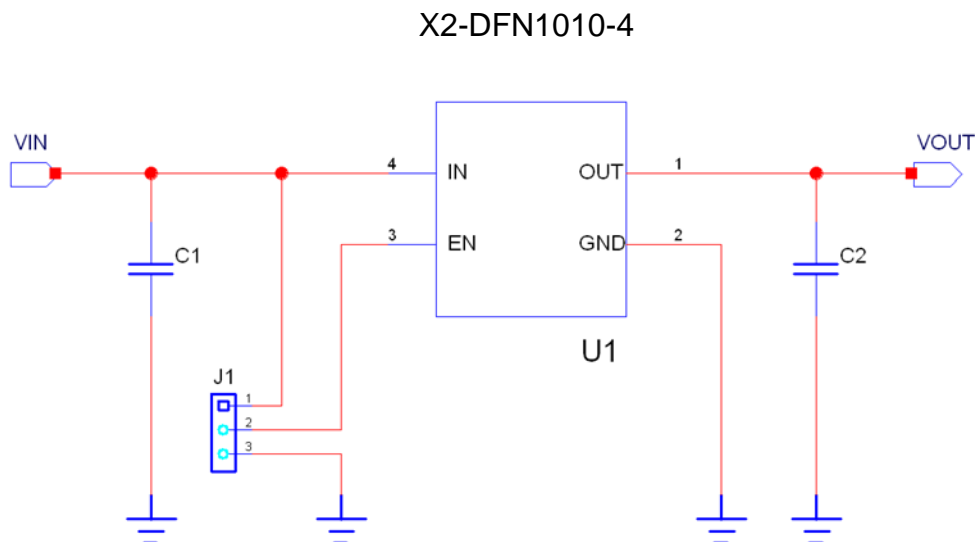 X2-DFN1010-4
VIN
VOUT
4
IN
OUT
1
3
EN
GND
2
C1
C2
U1
J1
1
2
3